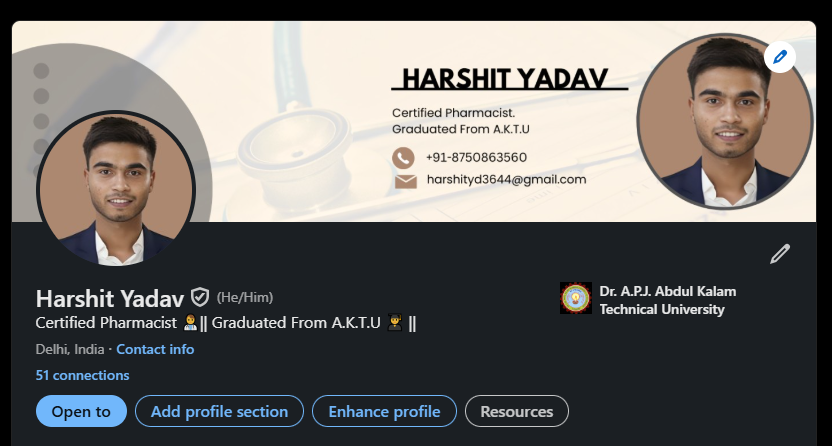 HARSHIT YADAV
Certified Pharmacist.
Graduated From A.K.T.U
+91-8750863560
harshityd3644@gmail.com
Harshit Yadav (He/Him)
Certified Pharmacist 👨‍⚕️|| Graduated From A.K.T.U 👨‍🎓 ||
Delhi, India · Contact info
51 connections
Dr. A.P.J. Abdul Kalam
Technical University
Open to
Add profile section
Enhance profile
Resources